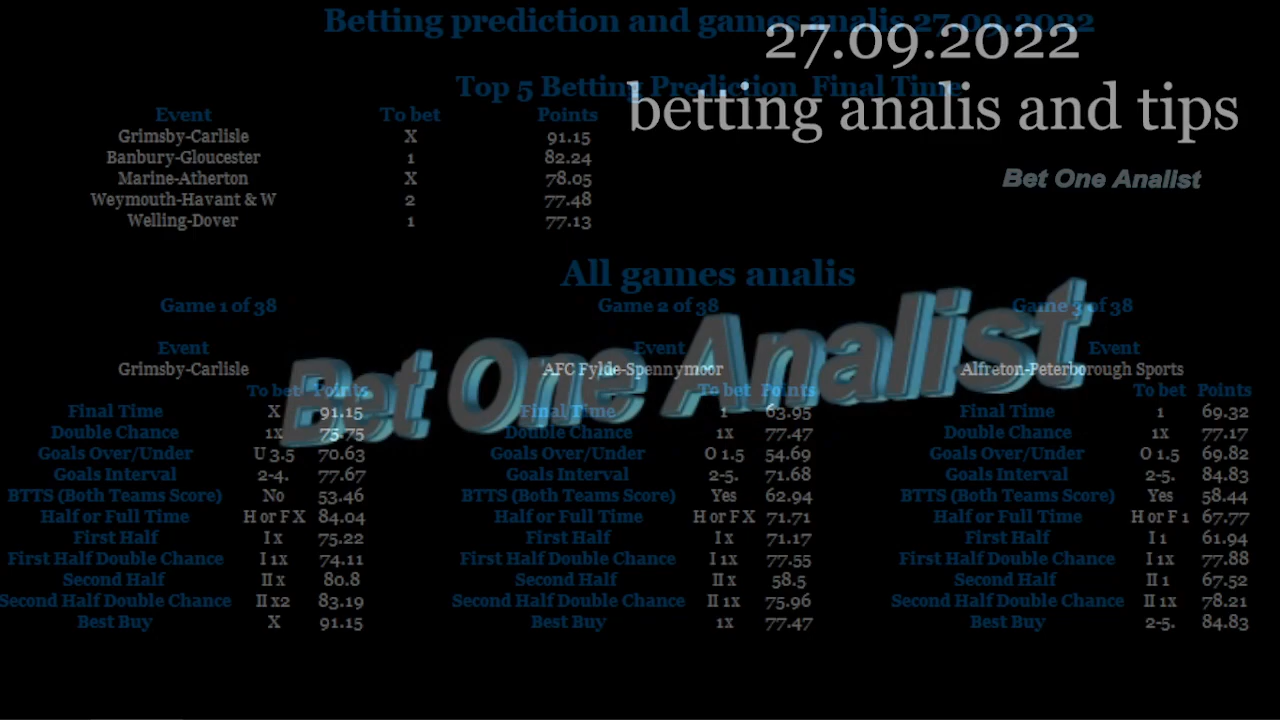 Betting prediction and games analis 27.09.2022
27.09.2022
betting analis and tips
Bet One Analist
Top 5 Betting Prediction Final Time
Event To bet Points
Grimsby-Carlisle X 91.15
Banbury-Gloucester 1 82.24
Marine-Atherton X 78.05
Weymouth-Havant & W 2 77.48
Welling-Dover 1 77.13
All games analis
Bet One Analist
Game 1 of 38 Game 2 of 38 Game 3 of 38
Event Event Event
Grimsby-Carlisle AFC Fylde-Spennymoor Alfreton-Peterborough Sports
To bet Points To bet Points To bet Points
Final Time X 91.15 Final Time 1 63.95 Final Time 1 69.32
Double Chance 1x 75.75 Double Chance 1x 77.47 Double Chance 1x 77.17
Goals Over/Under U 3.5 70.63 Goals Over/Under O 1.5 54.69 Goals Over/Under O 1.5 69.82
Goals Interval 2-4. 77.67 Goals Interval 2-5. 71.68 Goals Interval 2-5. 84.83
BTTS (Both Teams Score) No 53.46 BTTS (Both Teams Score) Yes 62.94 BTTS (Both Teams Score) Yes 58.44
Half or Full Time H or F X 84.04 Half or Full Time H or F X 71.71 Half or Full Time H or F 1 67.77
First Half I x 75.22 First Half I x 71.17 First Half I 1 61.94
First Half Double Chance I 1x 74.11 First Half Double Chance I 1x 77.55 First Half Double Chance I 1x 77.88
Second Half II x 80.8 Second Half II x 58.5 Second Half II 1 67.52
Second Half Double Chance II x2 83.19 Second Half Double Chance II 1x 75.96 Second Half Double Chance II 1x 78.21
Best Buy X 91.15 Best Buy 1x 77.47 Best Buy 2-5. 84.83